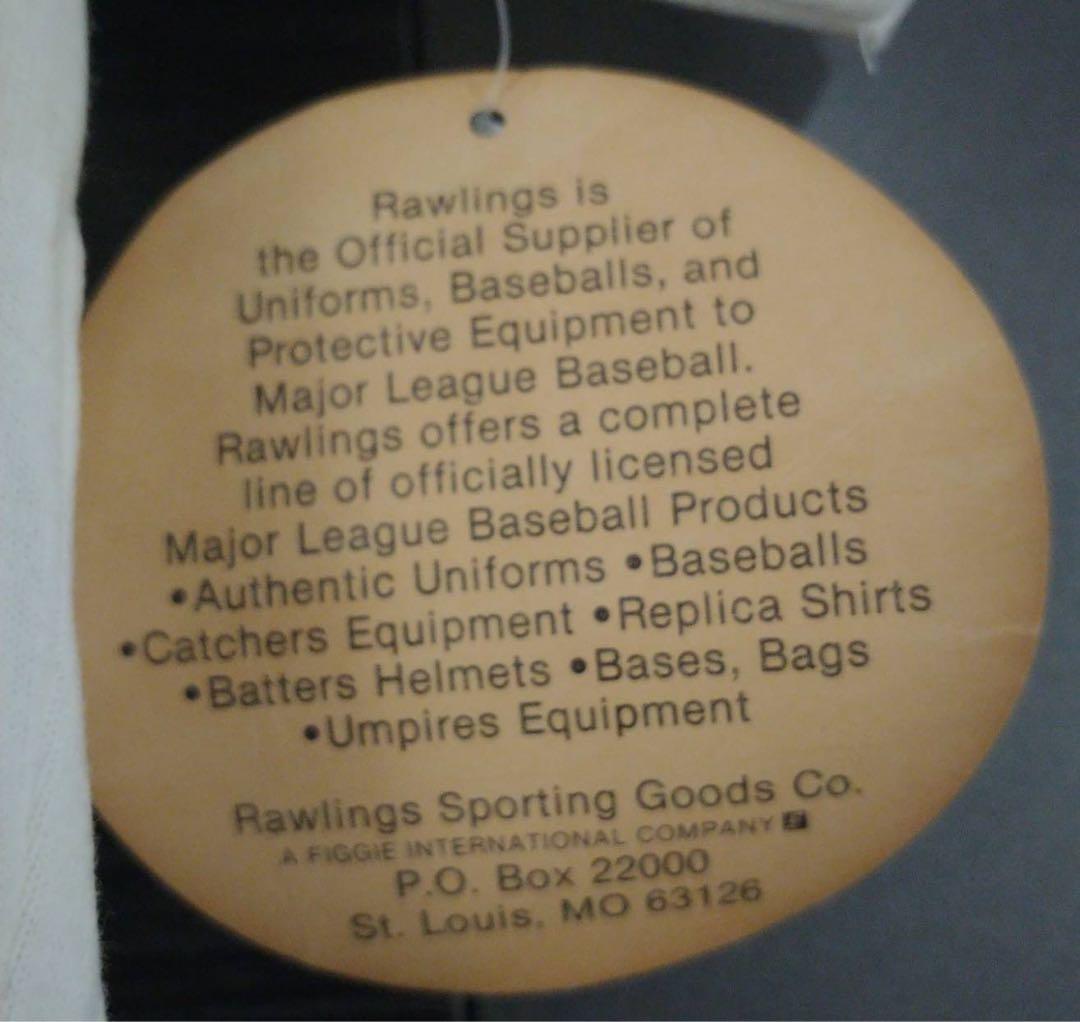 Rawlings is
the Official Supplier of
Uniforms, Baseballs, and
Protective Equipment to
Major League Baseball.
Rawlings offers a complete
line of officially licensed
Major League Baseball Products
•Authentic Uniforms •Baseballs
•Catchers Equipment •Replica Shirts
•Batters Helmets •Bases, Bags
•Umpires Equipment
Rawlings Sporting Goods Co.
A FIGGIE INTERNATIONAL COMPANY
P.O. Box 22000
St. Louis, MO 63126